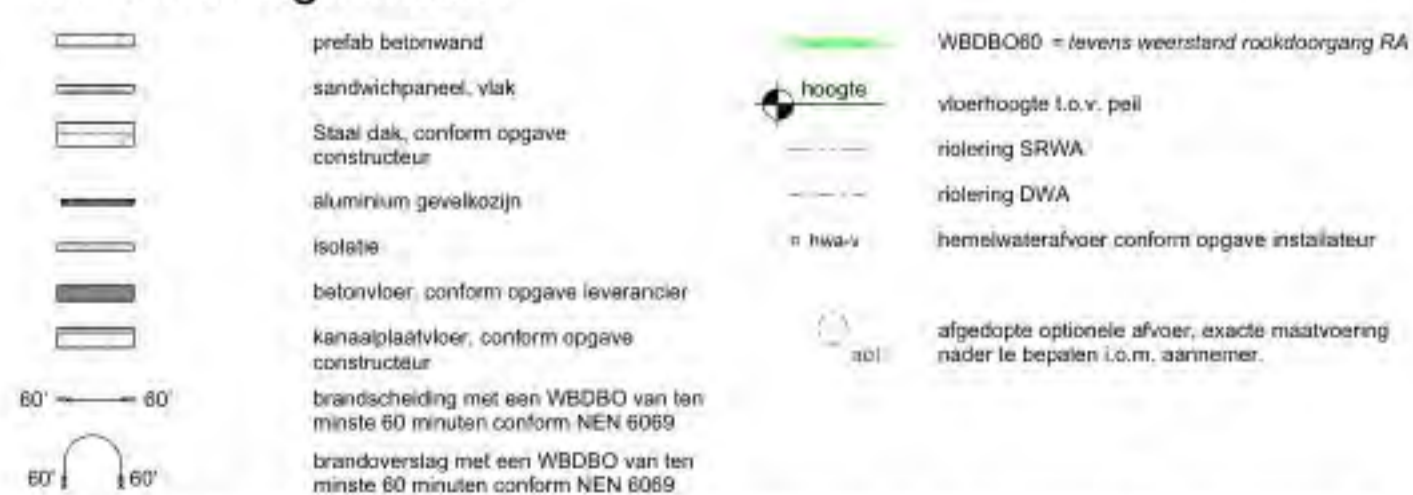 prefab betonwand
sandwichpaneel, vlak
Staal dak, conform opgave
constructeur
aluminium gevelkozijn
isolatie
betonvloer, conform opgave leverancier
kanaalplaatvloer, conform opgave
constructeur
60' 60'
brandscheiding met een WBDBO van ten
minste 60 minuten conform NEN 6069
60' 60'
brandoverslag met een WBDBO van ten
minste 60 minuten conform NEN 6069
WBDBO60 = tevens weerstand rookdoorgang RA
hoogte
vloerhoogte t.o.v. peil
riolering SRWA
riolering DWA
hwa-v
hemelwaterafvoer conform opgave installateur
afgedopte optionele afvoer, exacte maatvoering
nader te bepalen i.o.m. aannemer.